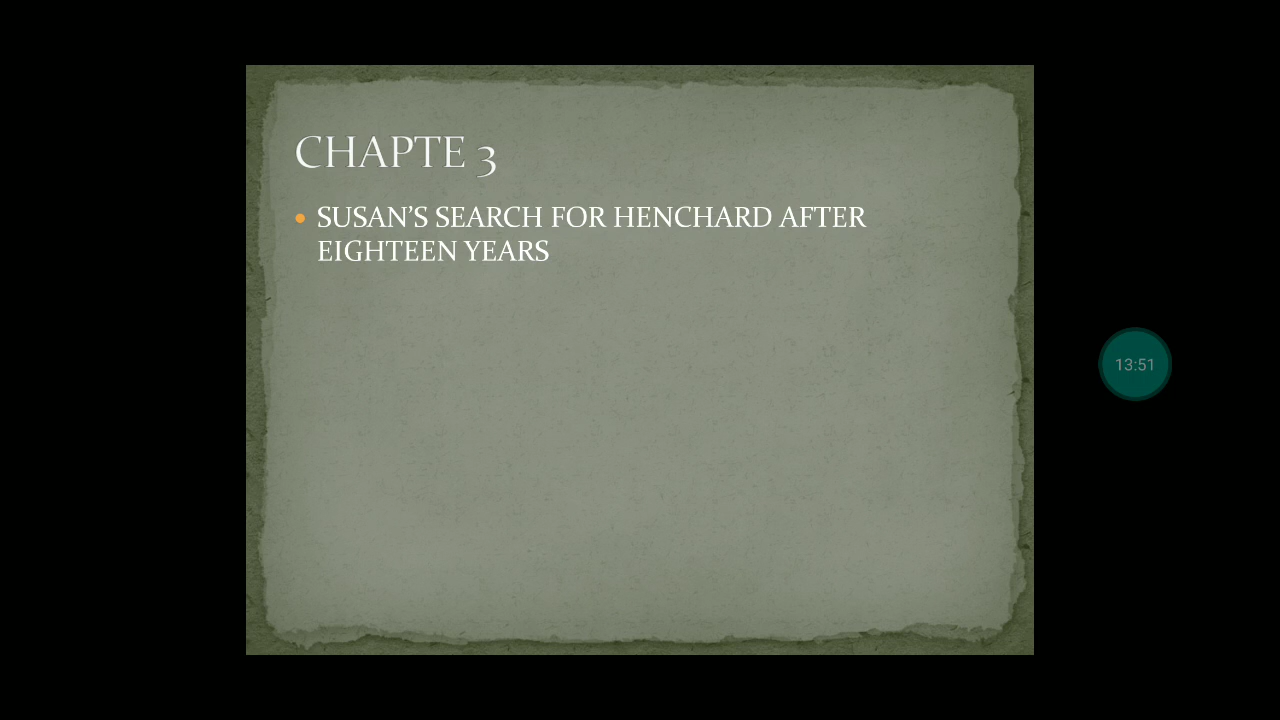 CHAPTE 3
• SUSAN'S SEARCH FOR HENCHARD AFTER
EIGHTEEN YEARS
13:51